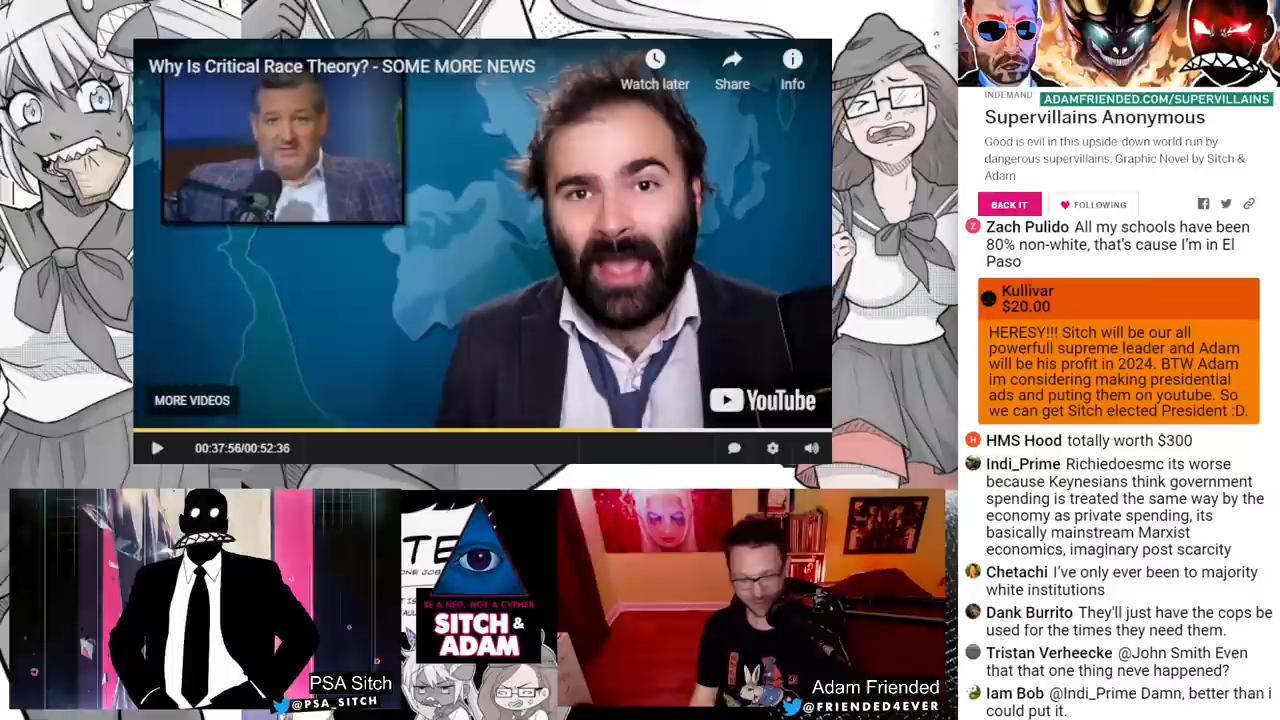 Why Is Critical Race Theory? - SOME MORE NEWS
Watch later
Share
Info
MORE VIDEOS
YouTube
00:37:56/00:52:36
PSA Sitch
@PSA_SITCH
TE
BE A NEO, NOT A CYPHER
SITCH &
ADAM
Adam Friended
@FRIENDED4EVER
INDEMAND
ADAMFRIENDED.COM/SUPERVILLAINS
Supervillains Anonymous
Good is evil in this upside-down world run by
dangerous supervillains. Graphic Novel by Sitch &
Adam
BACK IT
FOLLOWING
Z
Zach Pulido All my schools have been
80% non-white, that's cause I'm in El
Paso
Kullivar
$20.00
HERESY!!! Sitch will be our all
powerfull supreme leader and Adam
will be his profit in 2024. BTW Adam
im considering making presidential
ads and puting them on youtube. So
we can get Sitch elected President :D.
H
HMS Hood totally worth $300
Indi_Prime Richiedoesmc its worse
because Keynesians think government
spending is treated the same way by the
economy as private spending, its
basically mainstream Marxist
economics, imaginary post scarcity
Chetachi I've only ever been to majority
white institutions
Dank Burrito They'll just have the cops be
used for the times they need them.
Tristan Verheecke @John Smith Even
that that one thing neve happened?
Iam Bob @Indi_Prime Damn, better than i
could put it.